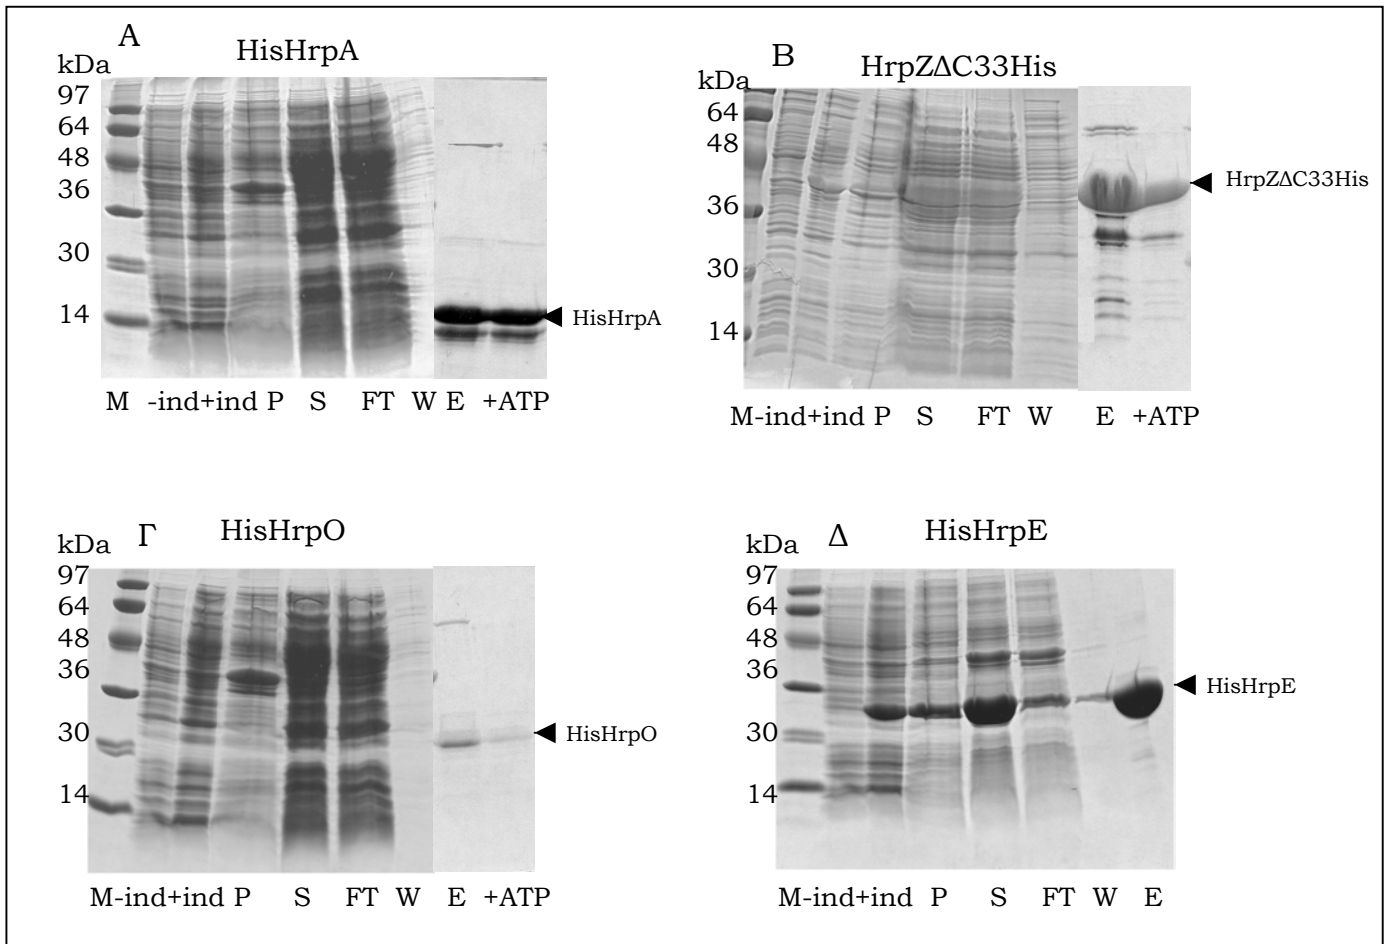 A
HisHrpA
kDa
97
64
48
36
30
14
HisHrpA
M -ind+ind P S FT W E +ATP
B
HrpZΔC33His
kDa
64
48
36
30
14
HrpZΔC33His
M-ind+ind P S FT W E +ATP
Γ
HisHrpO
kDa
97
64
48
36
30
14
HisHrpO
M-ind+ind P S FT W E +ATP
Δ
HisHrpE
kDa
97
64
48
36
30
14
HisHrpE
M-ind+ind P S FT W E